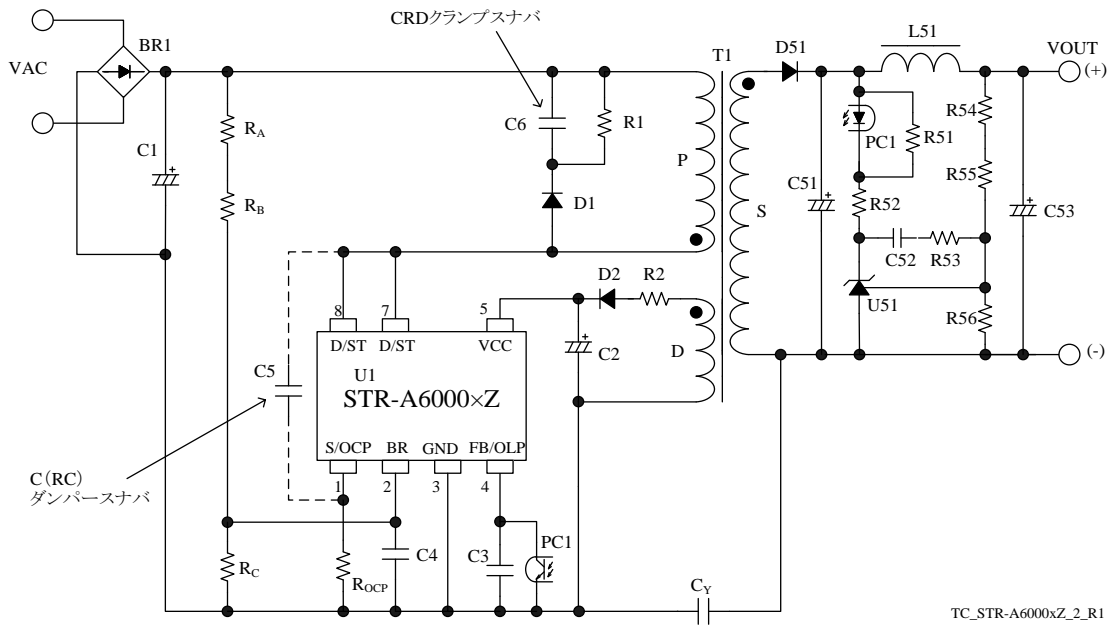 CRDクランプスナバ
VAC
BR1
C1
RA
RB
C6
R1
D1
P
T1
S
D51
L51
VOUT
(+)
PC1
R51
R54
R55
C51
R52
C53
C52
R53
U51
R56
(-)
D2
R2
C2
D
8
7
5
D/ST
D/ST
VCC
U1
STR-A6000×Z
S/OCP
BR
GND
FB/OLP
1
2
3
4
C5
C(RC)
ダンパースナバ
RC
ROCP
C4
C3
PC1
CY
TC_STR-A6000xZ_2_R1